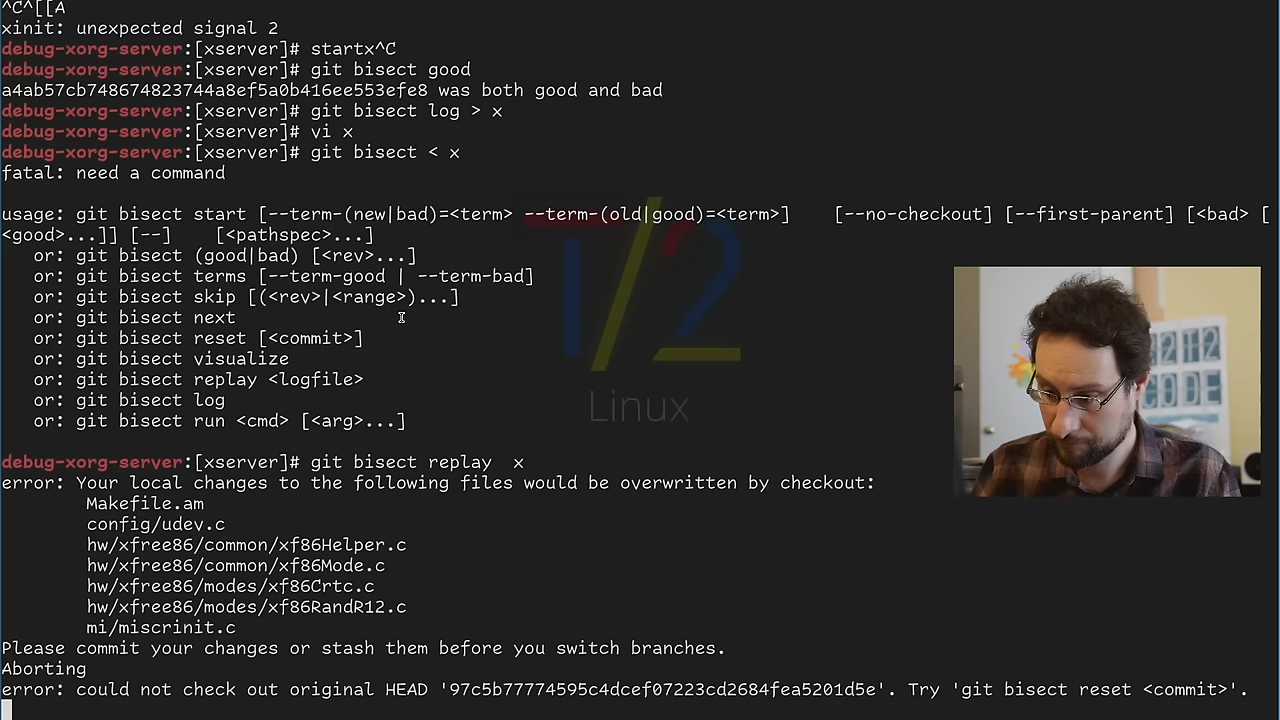 ^C^[[A
xinit: unexpected signal 2
debug-xorg-server:[xserver]# startx^C
debug-xorg-server:[xserver]# git bisect good
a4ab57cb748674823744a8ef5a0b416ee553efe8 was both good and bad
debug-xorg-server:[xserver]# git bisect log > x
debug-xorg-server:[xserver]# vi x
debug-xorg-server:[xserver]# git bisect < x
fatal: need a command
usage: git bisect start [--term-(new|bad)=<term> --term-(old|good)=<term>]    [--no-checkout] [--first-parent] [<bad> [
<good>...]] [--]    [<pathspec>...]
   or: git bisect (good|bad) [<rev>...]
   or: git bisect terms [--term-good | --term-bad]
   or: git bisect skip [(<rev>|<range>)...]
   or: git bisect next
   or: git bisect reset [<commit>]
   or: git bisect visualize
   or: git bisect replay <logfile>
   or: git bisect log
   or: git bisect run <cmd> [<arg>...]
debug-xorg-server:[xserver]# git bisect replay  x
error: Your local changes to the following files would be overwritten by checkout:
        Makefile.am
        config/udev.c
        hw/xfree86/common/xf86Helper.c
        hw/xfree86/common/xf86Mode.c
        hw/xfree86/modes/xf86Crtc.c
        hw/xfree86/modes/xf86RandR12.c
        mi/miscrinit.c
Please commit your changes or stash them before you switch branches.
Aborting
error: could not check out original HEAD '97c5b77774595c4dcef07223cd2684fea5201d5e'. Try 'git bisect reset <commit>'.
T/2
Linux
CODE